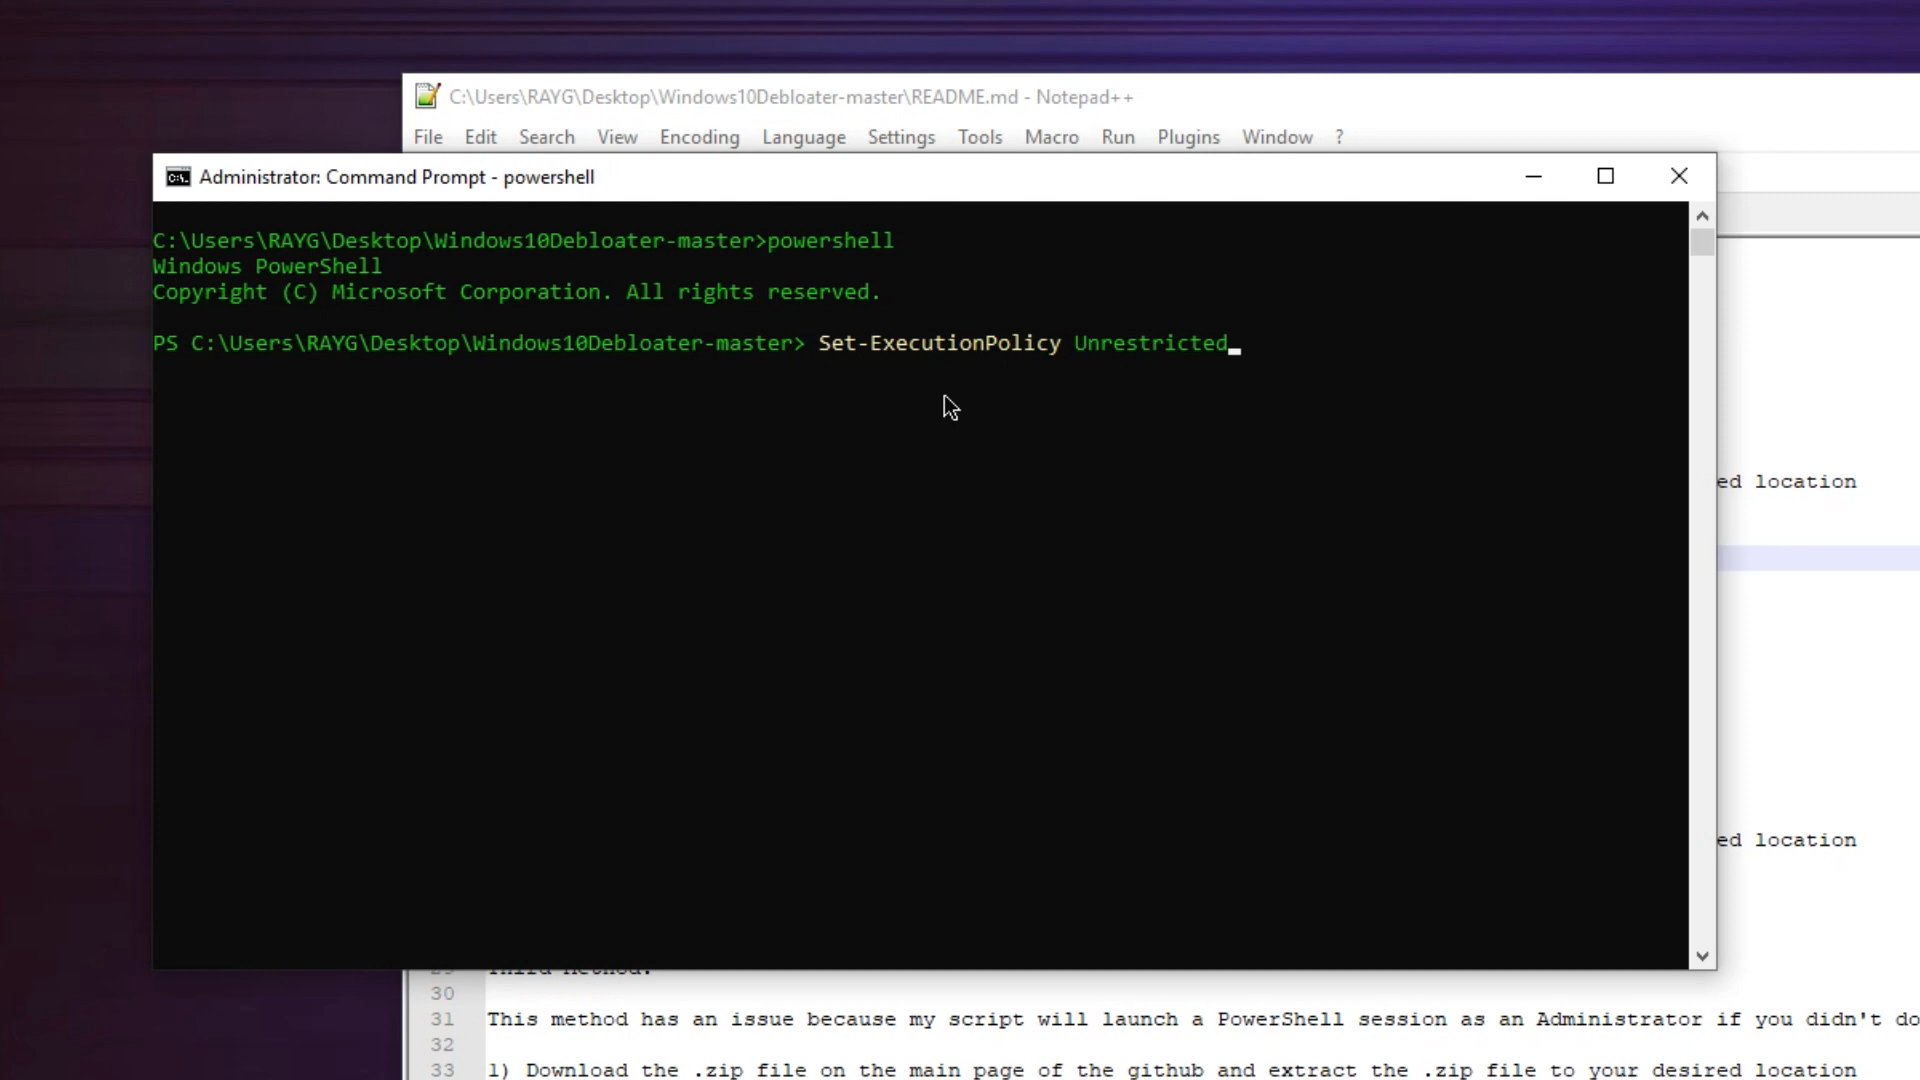 C:\Users\RAYG\Desktop\Windows10Debloater-master\README.md - Notepad++
File Edit Search View Encoding Language Settings Tools Macro Run Plugins Window ?
Administrator: Command Prompt - powershell
C:\Users\RAYG\Desktop\Windows10Debloater-master>powershell
Windows PowerShell
Copyright (C) Microsoft Corporation. All rights reserved.
PS C:\Users\RAYG\Desktop\Windows10Debloater-master> Set-ExecutionPolicy Unrestricted_
ed location
ed location
30
31 This method has an issue because my script will launch a PowerShell session as an Administrator if you didn't do
32
33 1) Download the .zip file on the main page of the github and extract the .zip file to your desired location